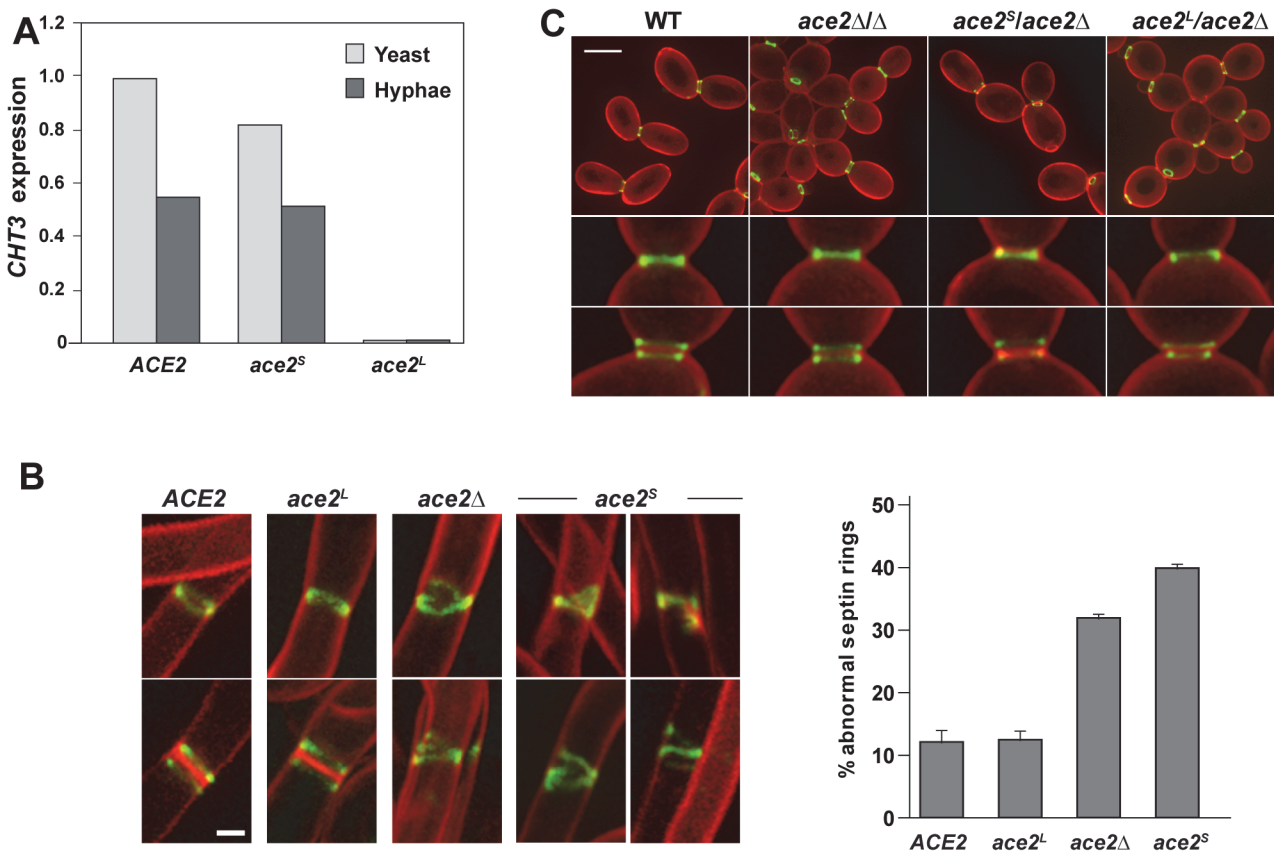 A
CHT3 expression
1.2
1.0
0.8
0.6
0.4
0.2
0
Yeast
Hyphae
ACE2 ace2ˢ ace2ᴸ
C
WT ace2Δ/Δ ace2ˢ/ace2Δ ace2ᴸ/ace2Δ
B
ACE2 ace2ᴸ ace2Δ ace2ˢ
% abnormal septin rings
50
40
30
20
10
0
ACE2 ace2ᴸ ace2Δ ace2ˢ